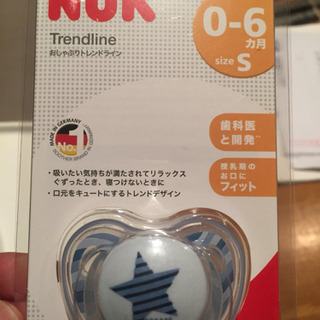 NUK
Trendline
おしゃぶりトレンドライン
0-6
カ月
size S
MADE IN GERMANY
No.1
歯科医
と開発
授乳期の
お口に
フィット
・吸いたい気持が満たされてリラックス
ぐずったとき、寝つけないときに
・口元をキュートにするトレンドデザイン